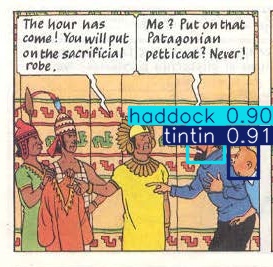 The hour has
come! You will put
on the sacrificial
robe.
Me? Put on that
Patagonian
petticoat? Never!
haddock 0.90
tintin 0.91